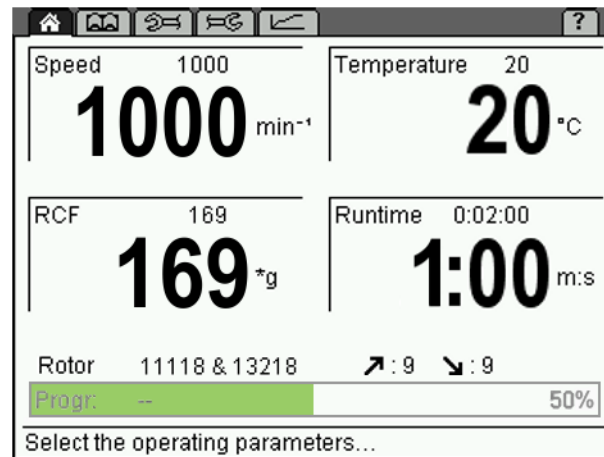 ?
Speed 1000
1000 min⁻¹
Temperature 20
20 °C
RCF 169
169 *g
Runtime 0:02:00
1:00 m:s
Rotor 11118 & 13218 ↗ : 9 ↘ : 9
Progr: -- 50%
Select the operating parameters...